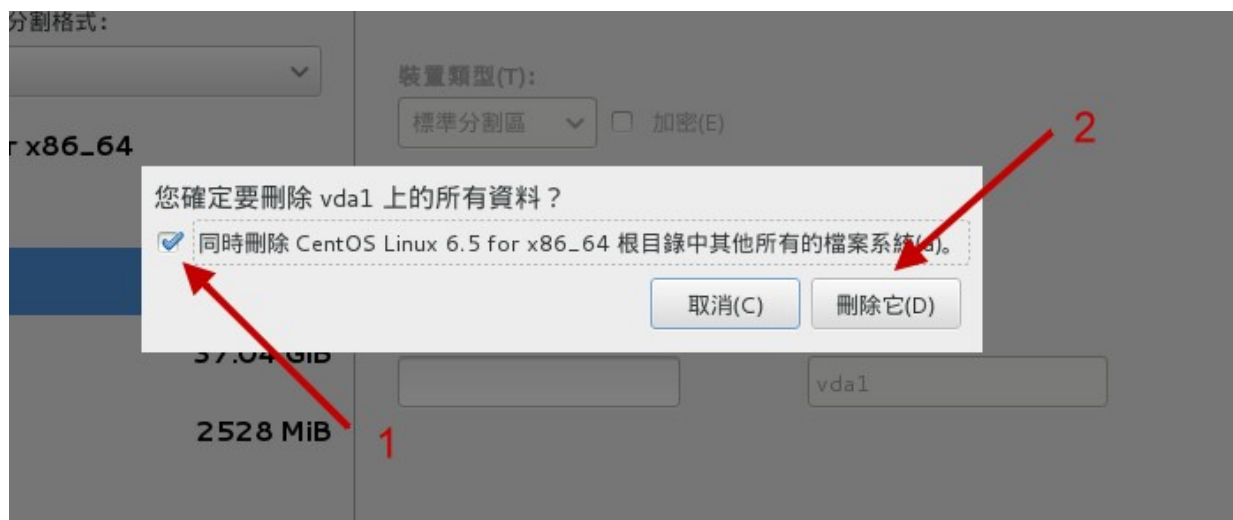 分割格式：
裝置類型(T)：
標準分割區 加密(E)
2
r x86_64
您確定要刪除 vda1 上的所有資料？
同時刪除 CentOS Linux 6.5 for x86_64 根目錄中其他所有的檔案系統(a)。
取消(C) 刪除它(D)
37.04 GiB
vda1
2528 MiB
1